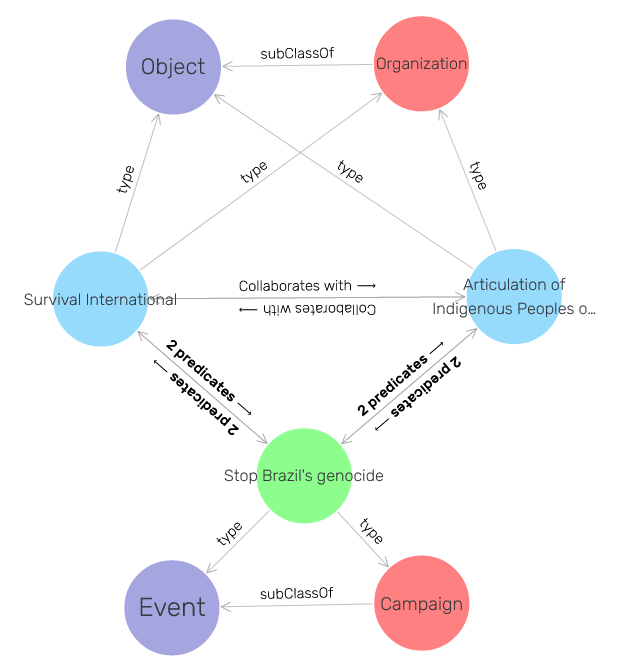 subClassOf
Object
Organization
type
type
type
type
Collaborates with ⟶
Survival International
Collaborates with ⟶
Articulation of
Indigenous Peoples o...
2 predicates ⟶
2 predicates ⟶
2 predicates ⟶
2 predicates ⟶
Stop Brazil's genocide
type
type
subClassOf
Event
Campaign